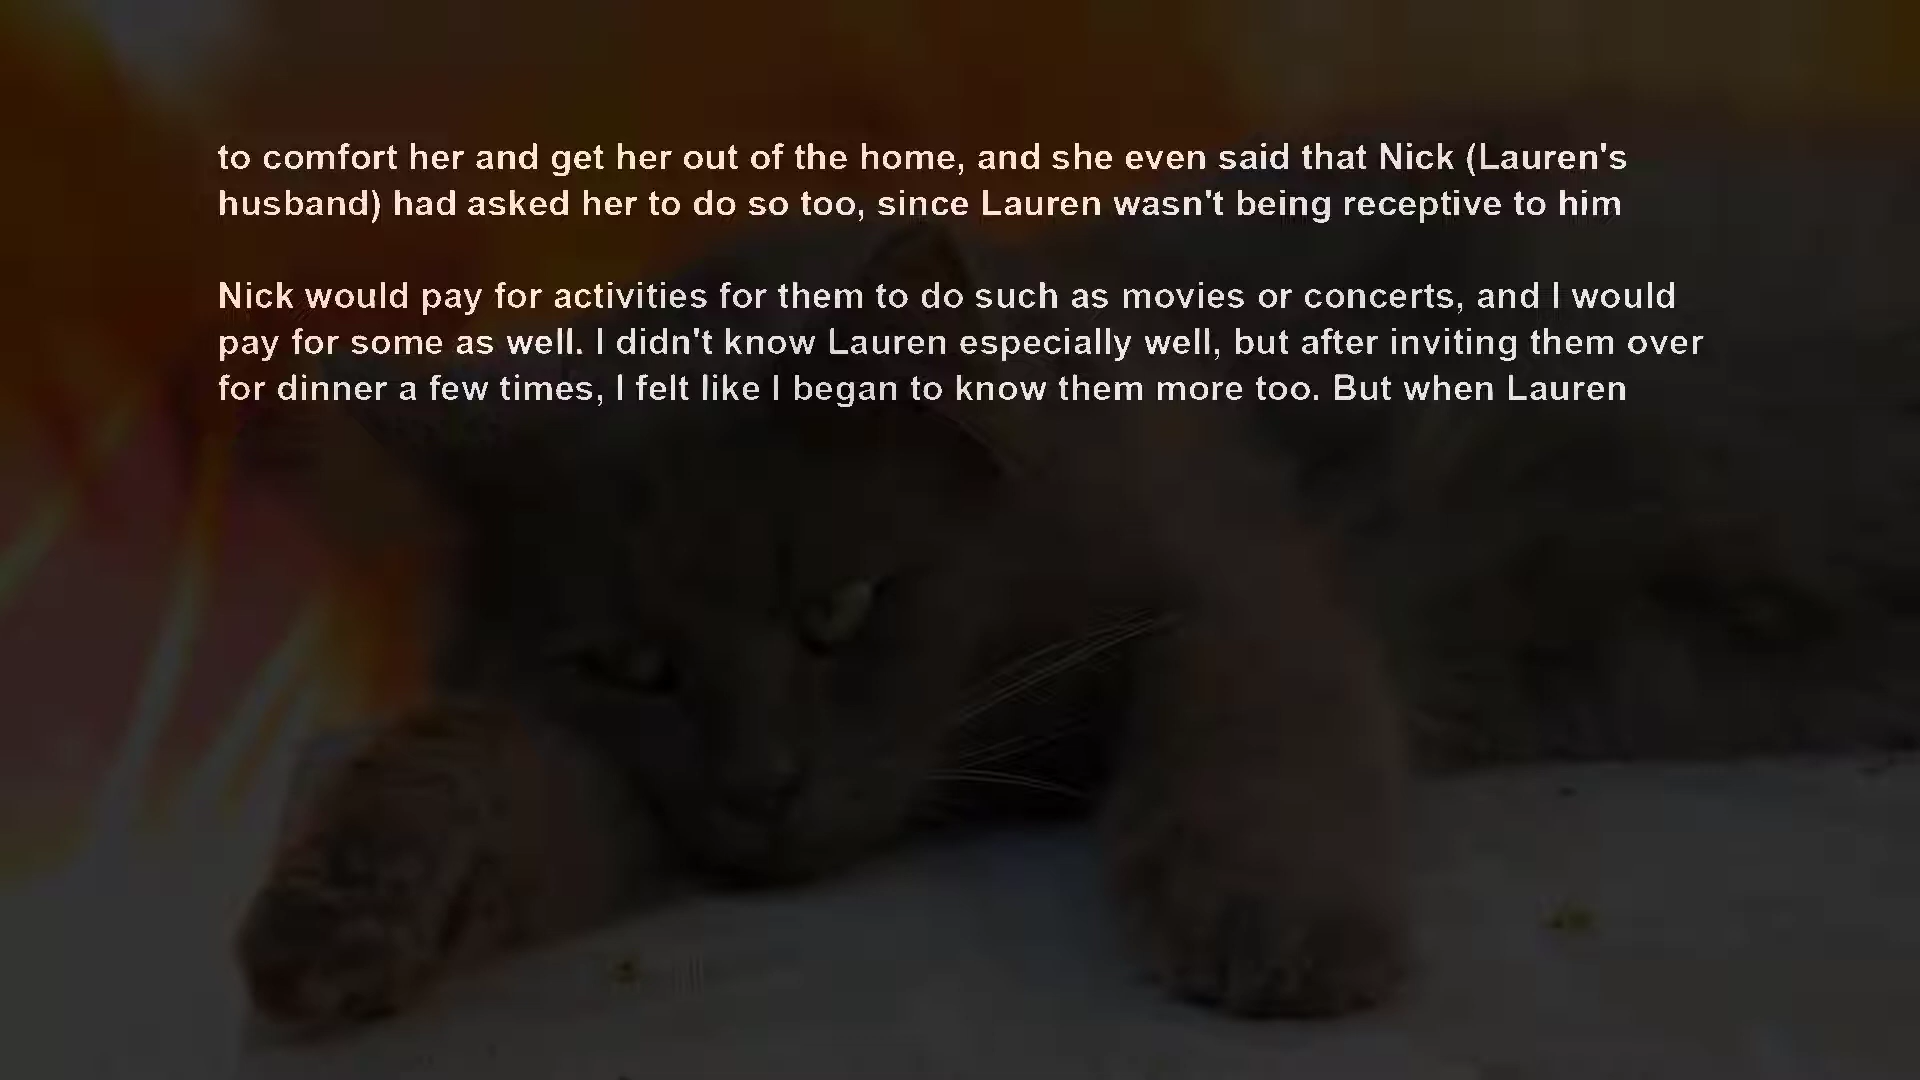 to comfort her and get her out of the home, and she even said that Nick (Lauren's
husband) had asked her to do so too, since Lauren wasn't being receptive to him
Nick would pay for activities for them to do such as movies or concerts, and I would
pay for some as well. I didn't know Lauren especially well, but after inviting them over
for dinner a few times, I felt like I began to know them more too. But when Lauren